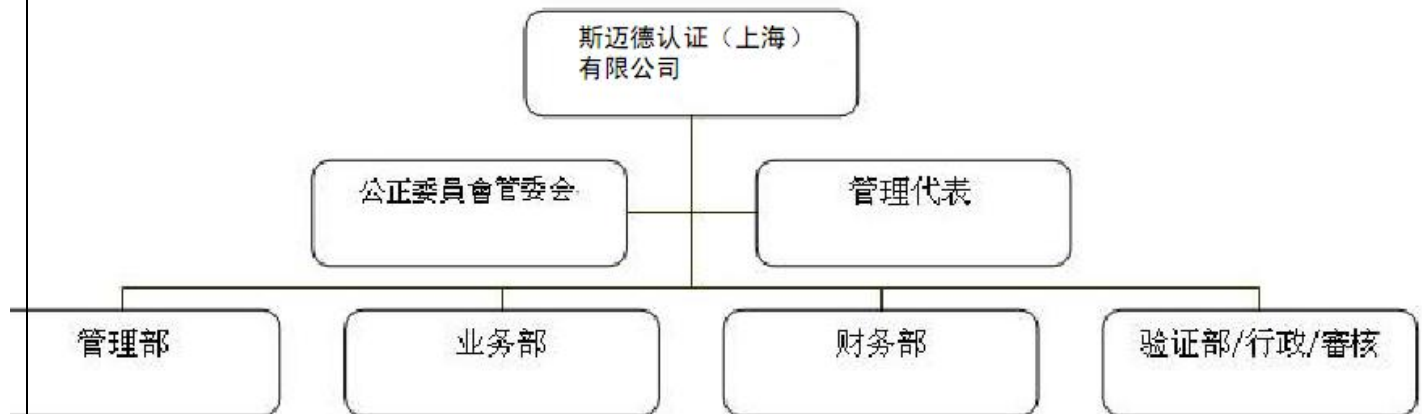 斯迈德认证（上海）
有限公司
公正委員會管委会
管理代表
管理部
业务部
财务部
验证部/行政/審核